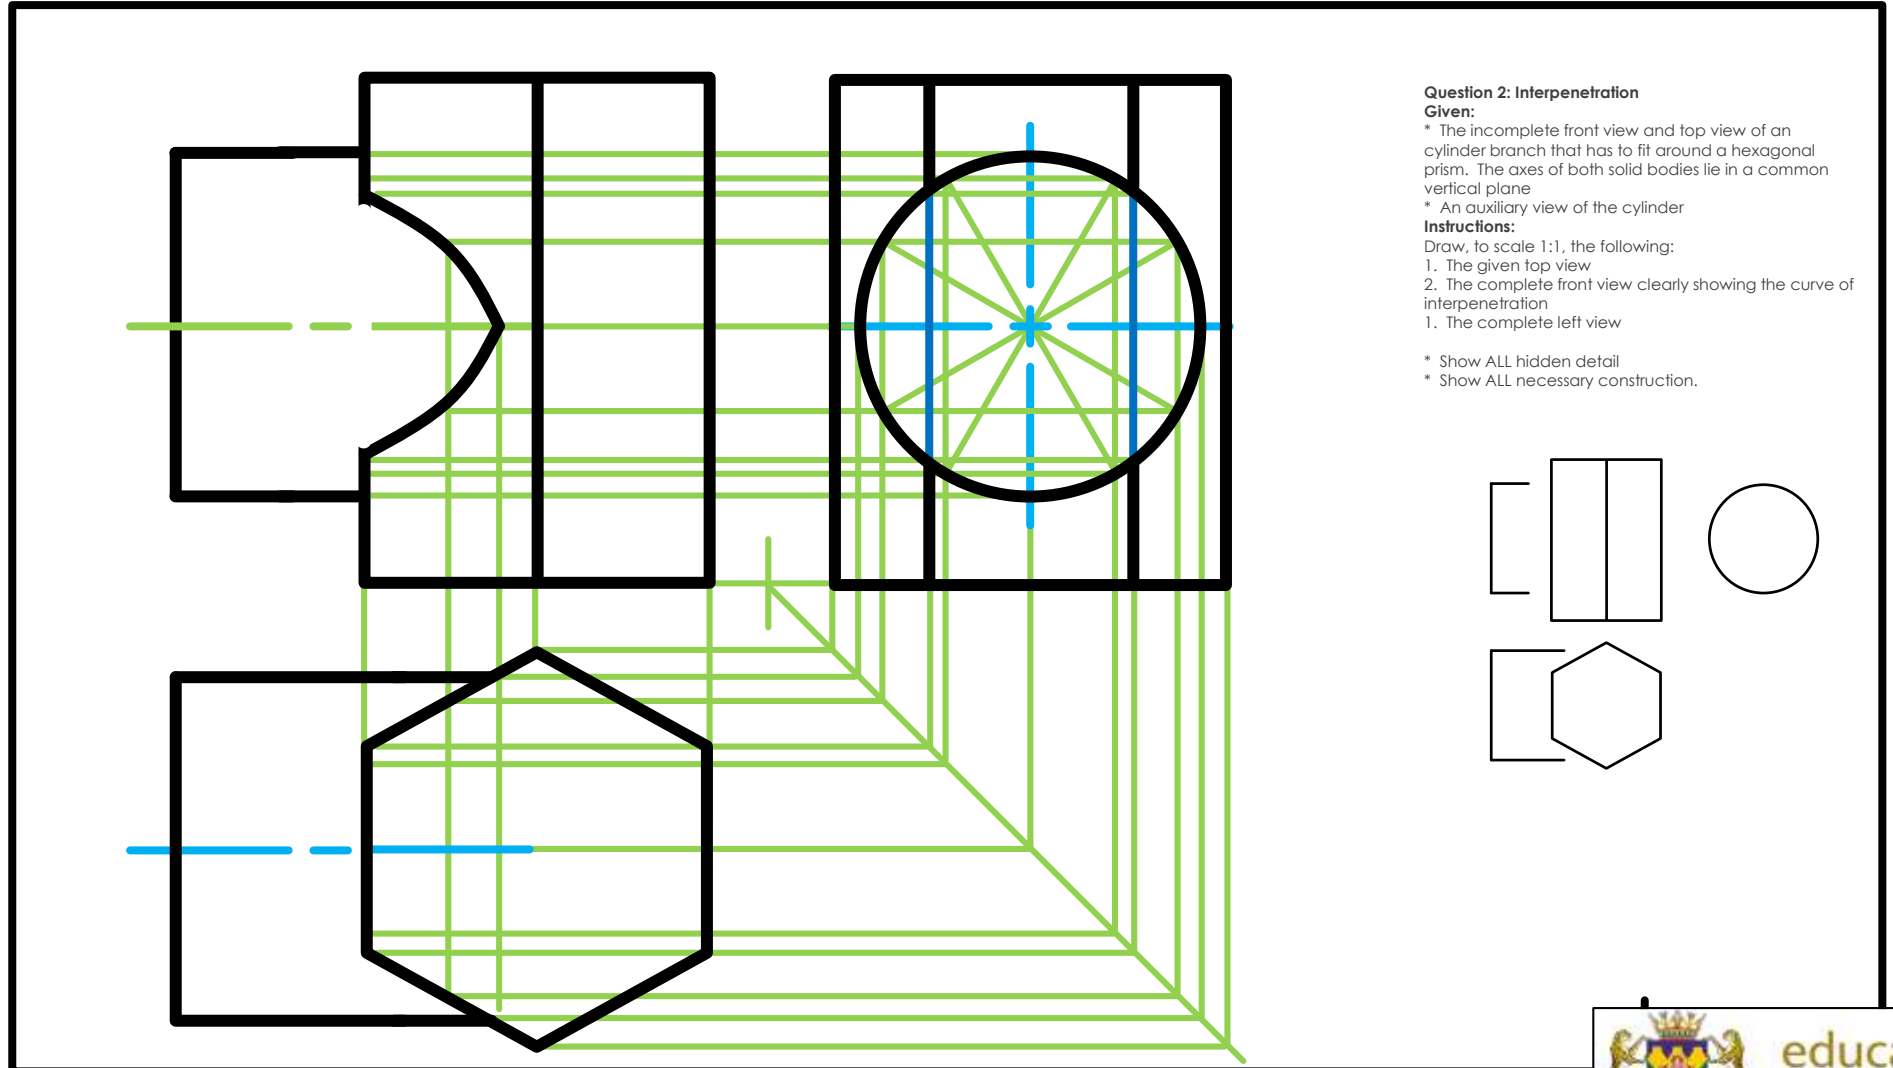 Question 2: Interpenetration
Given:
* The incomplete front view and top view of an
cylinder branch that has to fit around a hexagonal
prism. The axes of both solid bodies lie in a common
vertical plane
* An auxiliary view of the cylinder
Instructions:
Draw, to scale 1:1, the following:
1. The given top view
2. The complete front view clearly showing the curve of
interpenetration
1. The complete left view
* Show ALL hidden detail
* Show ALL necessary construction.
educa